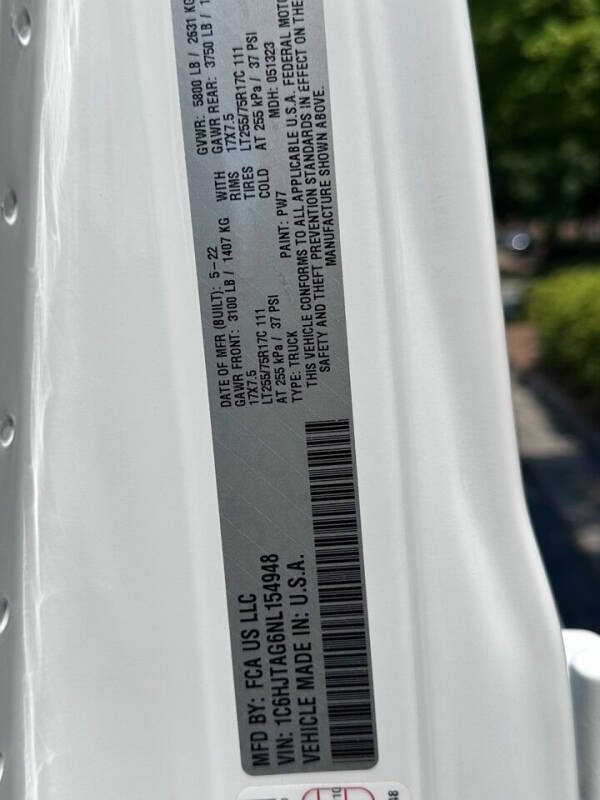 MFD BY: FCA US LLC
VIN: 1C6HJTAG6NL154948
VEHICLE MADE IN: U.S.A.
DATE OF MFR (BUILT): 5-22 GVWR: 5800 LB / 2631 KG
GAWR FRONT: 3100 LB / 1407 KG WITH GAWR REAR: 3750 LB /
17X7.5 RIMS 17X7.5
LT255/75R17C 111 TIRES LT255/75R17C 111
AT 255 kPa / 37 PSI COLD AT 255 kPa / 37 PSI
TYPE: TRUCK PAINT: PW7 MDH: 051323
THIS VEHICLE CONFORMS TO ALL APPLICABLE U.S.A. FEDERAL
SAFETY AND THEFT PREVENTION STANDARDS IN EFFECT ON THE
MANUFACTURE SHOWN ABOVE.
10
48